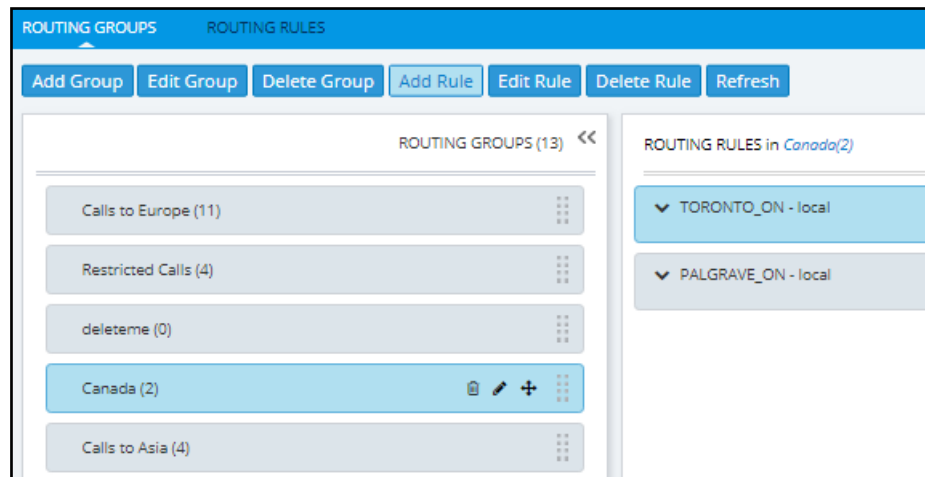 ROUTING GROUPS ROUTING RULES
Add Group Edit Group Delete Group Add Rule Edit Rule Delete Rule Refresh
ROUTING GROUPS (13)
Calls to Europe (11)
Restricted Calls (4)
deleteme (0)
Canada (2)
Calls to Asia (4)
ROUTING RULES in Canada(2)
TORONTO_ON - local
PALGRAVE_ON - local